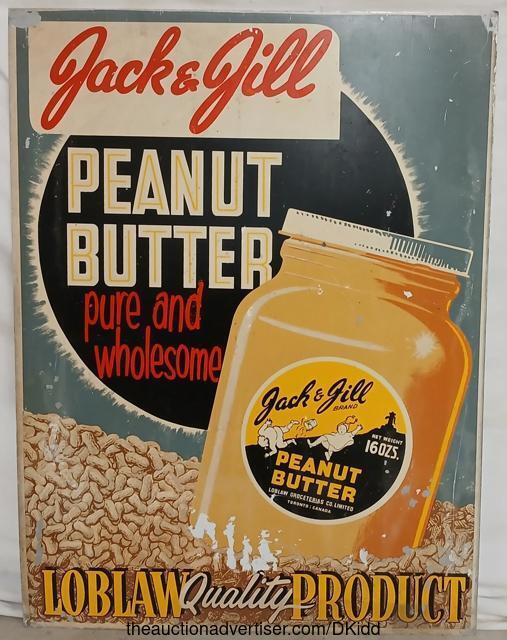 Jack & Jill
PEANUT
BUTTER
pure and
wholesome
Jack & Jill
BRAND
NET WEIGHT
16 OZS.
PEANUT
BUTTER
LOBLAW GROCETERIAS CO. LIMITED
TORONTO CANADA
LOBLAW Quality PRODUCT
theauctionadvertiser.com/DKidd